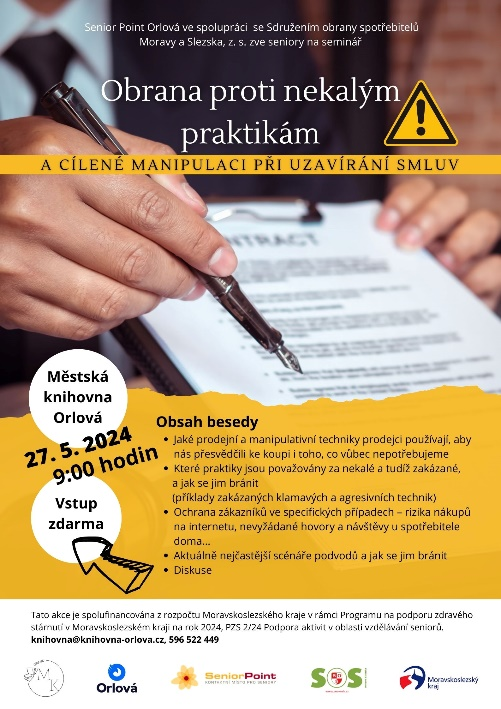 Senior Point Orlová ve spolupráci se Sdružením obrany spotřebitelů
Moravy a Slezska, z. s. zve seniory na seminář
Obrana proti nekalým
praktikám
A CÍLENÉ MANIPULACI PŘI UZAVÍRÁNÍ SMLUV
Městská
knihovna
Orlová
27. 5. 2024
9:00 hodin
Vstup
zdarma
Obsah besedy
• Jaké prodejní a manipulativní techniky prodejci používají, aby
nás přesvědčili ke koupi i toho, co vůbec nepotřebujeme
• Které praktiky jsou považovány za nekalé a tudíž zakázané,
a jak se jim bránit
(příklady zakázaných klamavých a agresivních technik)
• Ochrana zákazníků ve specifických případech – rizika nákupů
na internetu, nevyžádané hovory a návštěvy u spotřebitele
doma...
• Aktuálně nejčastější scénáře podvodů a jak se jim bránit
• Diskuse
Tato akce je spolufinancována z rozpočtu Moravskoslezského kraje v rámci Programu na podporu zdravého
stárnutí v Moravskoslezském kraji na rok 2024, PZS 2/24 Podpora aktivit v oblasti vzdělávání seniorů.
knihovna@knihovna-orlova.cz, 596 522 449
MK
Orlová
SeniorPoint
KONTAKTNÍ MÍSTO PRO SENIORY
SOS
Moravskoslezský
kraj